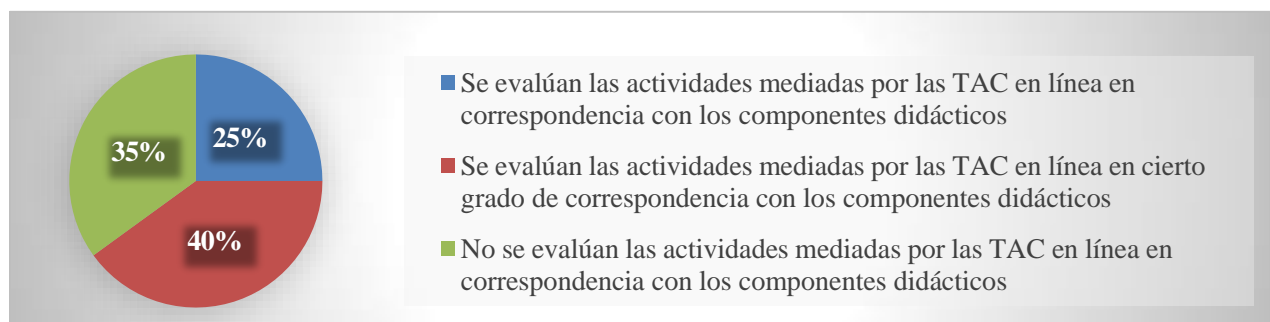 25%
35%
40%
Se evalúan las actividades mediadas por las TAC en línea en
correspondencia con los componentes didácticos
Se evalúan las actividades mediadas por las TAC en línea en cierto
grado de correspondencia con los componentes didácticos
No se evalúan las actividades mediadas por las TAC en línea en
correspondencia con los componentes didácticos